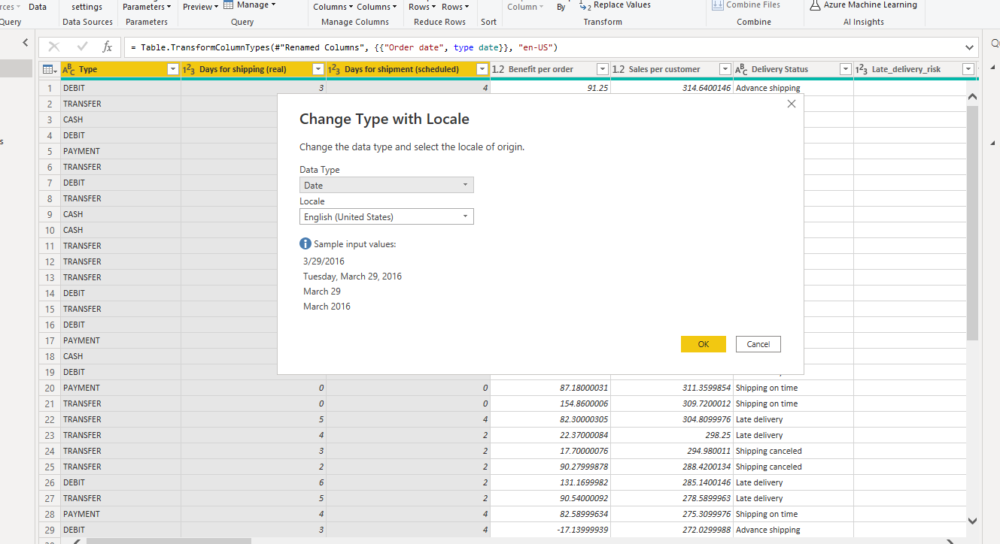 rces Data settings Parameters Preview Manage Columns Columns Rows Rows Column By Replace Values Combine Files Azure Machine Learning
Query Data Sources Parameters Query Manage Columns Reduce Rows Sort Transform Combine AI Insights
fx = Table.TransformColumnTypes(#"Renamed Columns", {{"Order date", type date}}, "en-US")
ABC Type 123 Days for shipping (real) 123 Days for shipment (scheduled) 1.2 Benefit per order 1.2 Sales per customer ABC Delivery Status 123 Late_delivery_risk
1 DEBIT 3 4 91.25 314.6400146 Advance shipping
2 TRANSFER
3 CASH
4 DEBIT
5 PAYMENT
6 TRANSFER
7 DEBIT
8 TRANSFER
9 CASH
10 CASH
11 TRANSFER
12 TRANSFER
13 TRANSFER
14 DEBIT
15 TRANSFER
16 DEBIT
17 PAYMENT
18 CASH
19 DEBIT
Change Type with Locale
Change the data type and select the locale of origin.
Data Type
Date
Locale
English (United States)
Sample input values:
3/29/2016
Tuesday, March 29, 2016
March 29
March 2016
OK Cancel
20 PAYMENT 0 0 87.18000031 311.3599854 Shipping on time
21 TRANSFER 0 0 154.8600006 309.7200012 Shipping on time
22 TRANSFER 5 4 82.30000305 304.8099976 Late delivery
23 TRANSFER 4 2 22.37000084 298.25 Late delivery
24 TRANSFER 3 2 17.70000076 294.980011 Shipping canceled
25 TRANSFER 2 2 90.27999878 288.4200134 Shipping canceled
26 DEBIT 6 2 131.1699982 285.1400146 Late delivery
27 TRANSFER 5 2 90.54000092 278.5899963 Late delivery
28 PAYMENT 4 4 82.58999634 275.3099976 Shipping on time
29 DEBIT 3 4 -17.13999939 272.0299988 Advance shipping